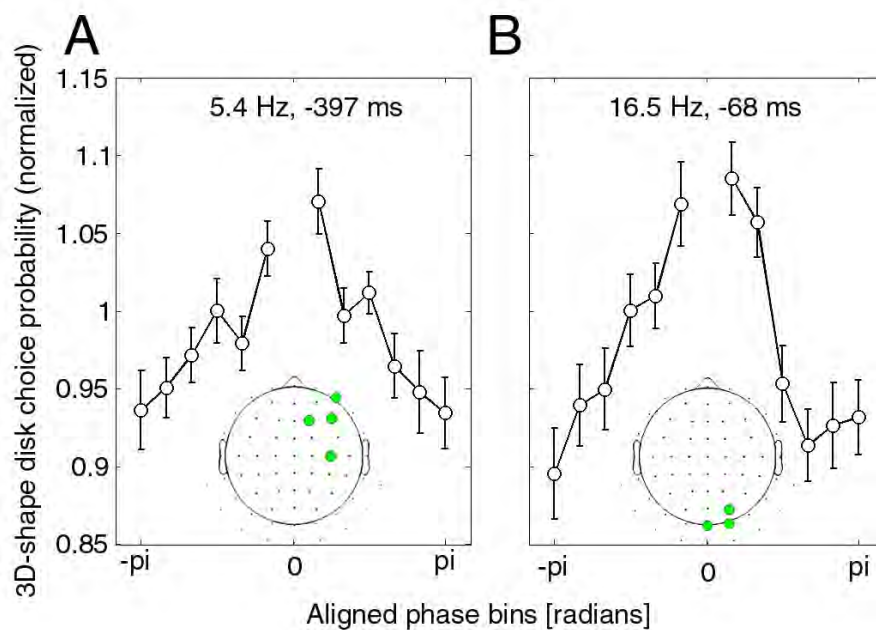 A
B
3D-shape disk choice probability (normalized)
1.15
1.1
1.05
1
0.95
0.9
0.85
5.4 Hz, -397 ms
16.5 Hz, -68 ms
-pi
0
pi
-pi
0
pi
Aligned phase bins [radians]